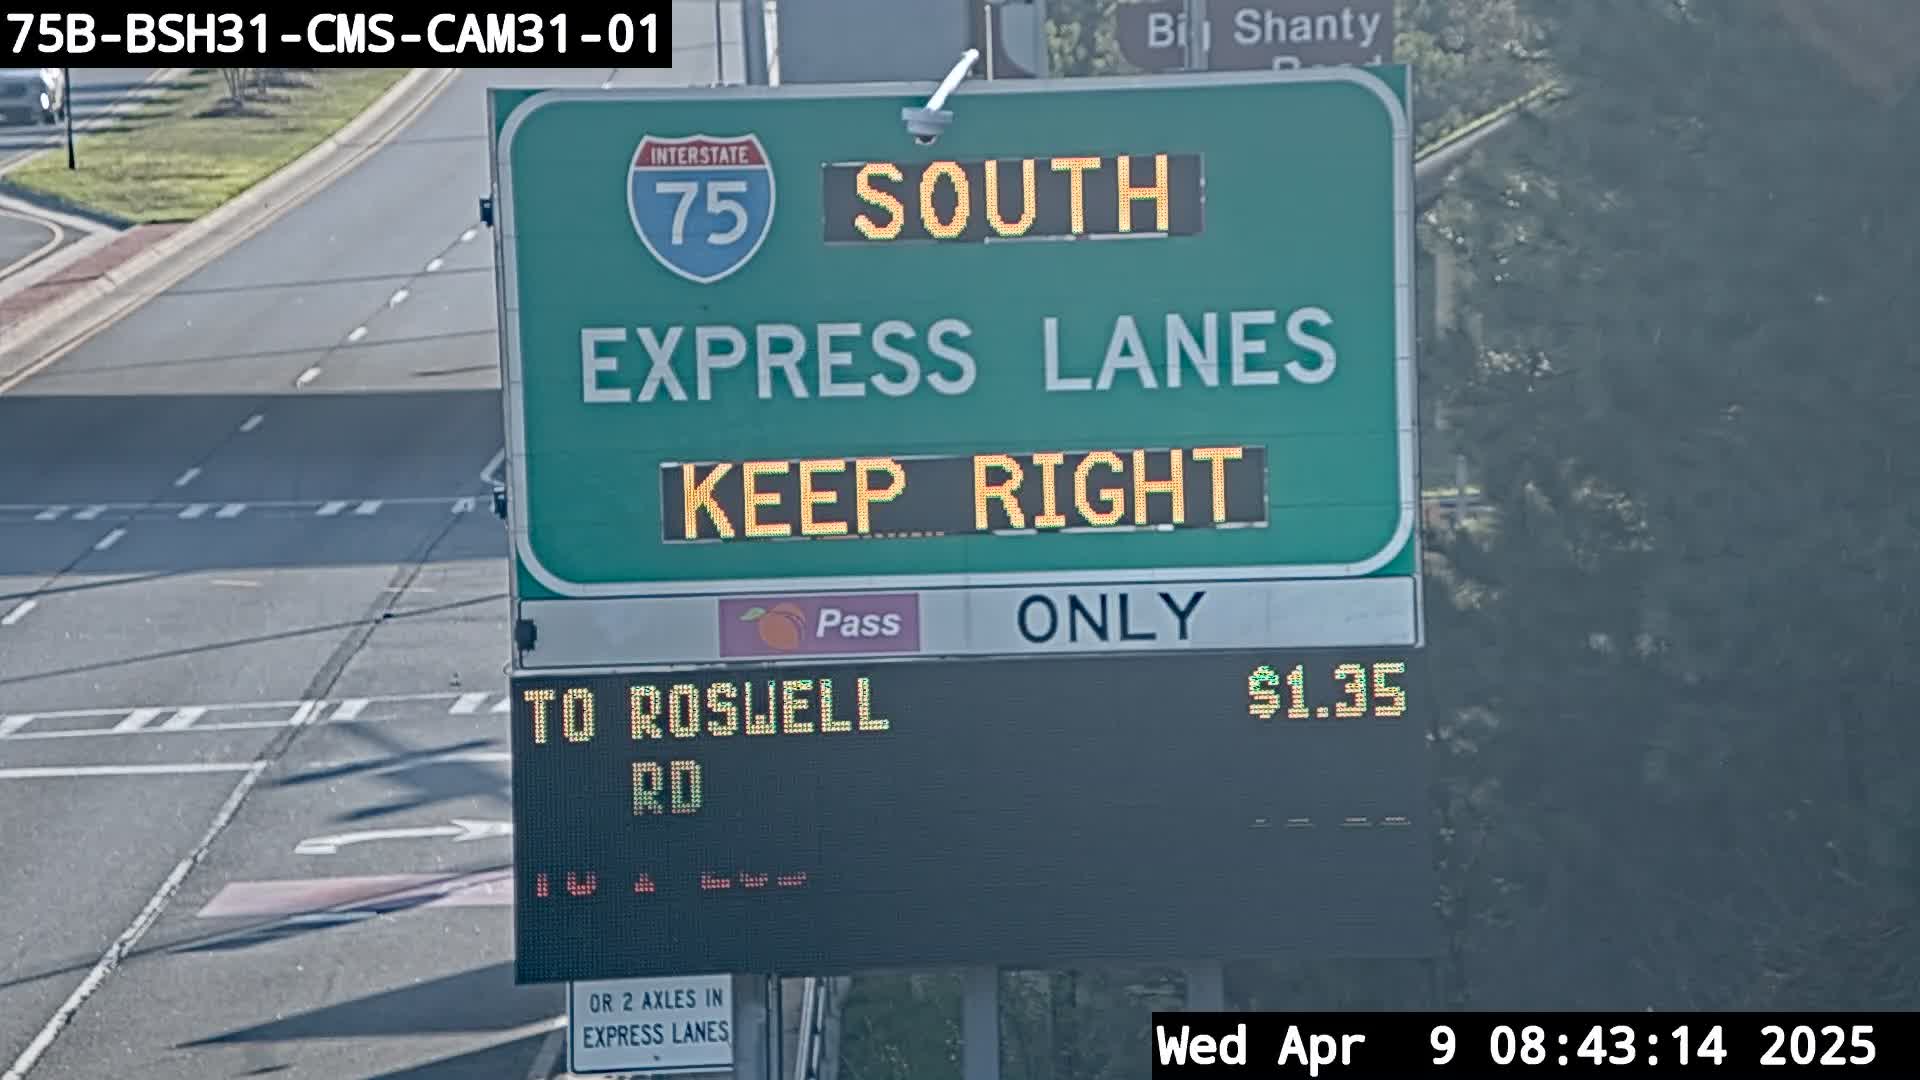 75B-BSH31-CMS-CAM31-01
Big Shanty
Road
INTERSTATE
75
SOUTH
EXPRESS LANES
KEEP RIGHT
Pass ONLY
TO ROSWELL $1.35
RD
OR 2 AXLES IN
EXPRESS LANES
Wed Apr 9 08:43:14 2025